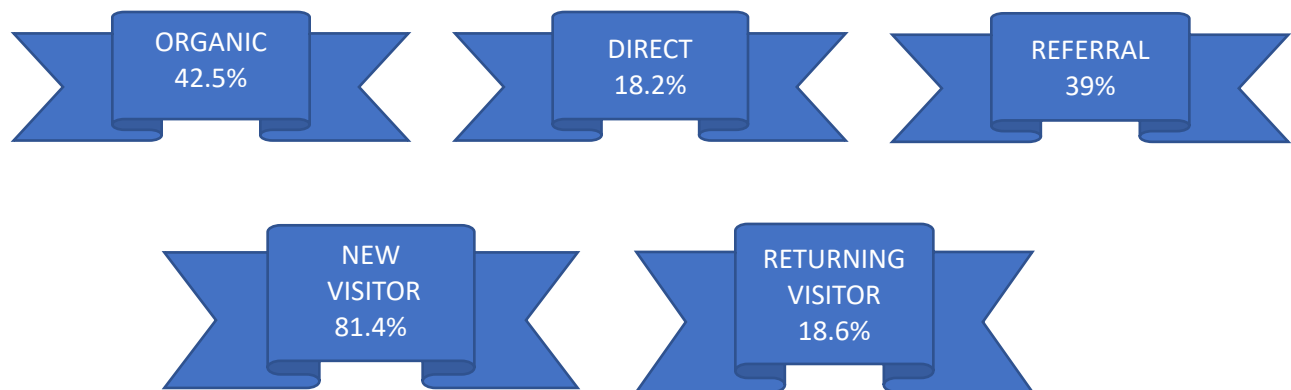 ORGANIC
42.5%
DIRECT
18.2%
REFERRAL
39%
NEW
VISITOR
81.4%
RETURNING
VISITOR
18.6%